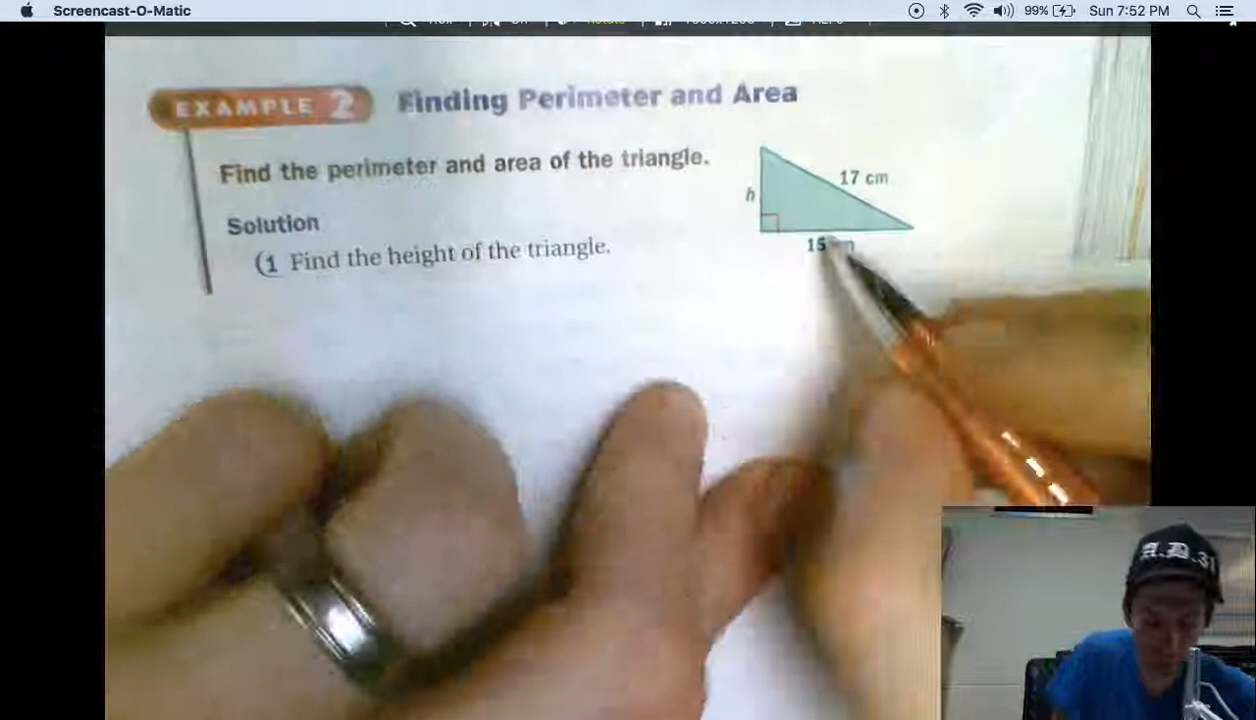 Screencast-O-Matic
99%
Sun 7:52 PM
EXAMPLE 2 Finding Perimeter and Area
Find the perimeter and area of the triangle.
17 cm
h
Solution
15
(1 Find the height of the triangle.
A.D.31